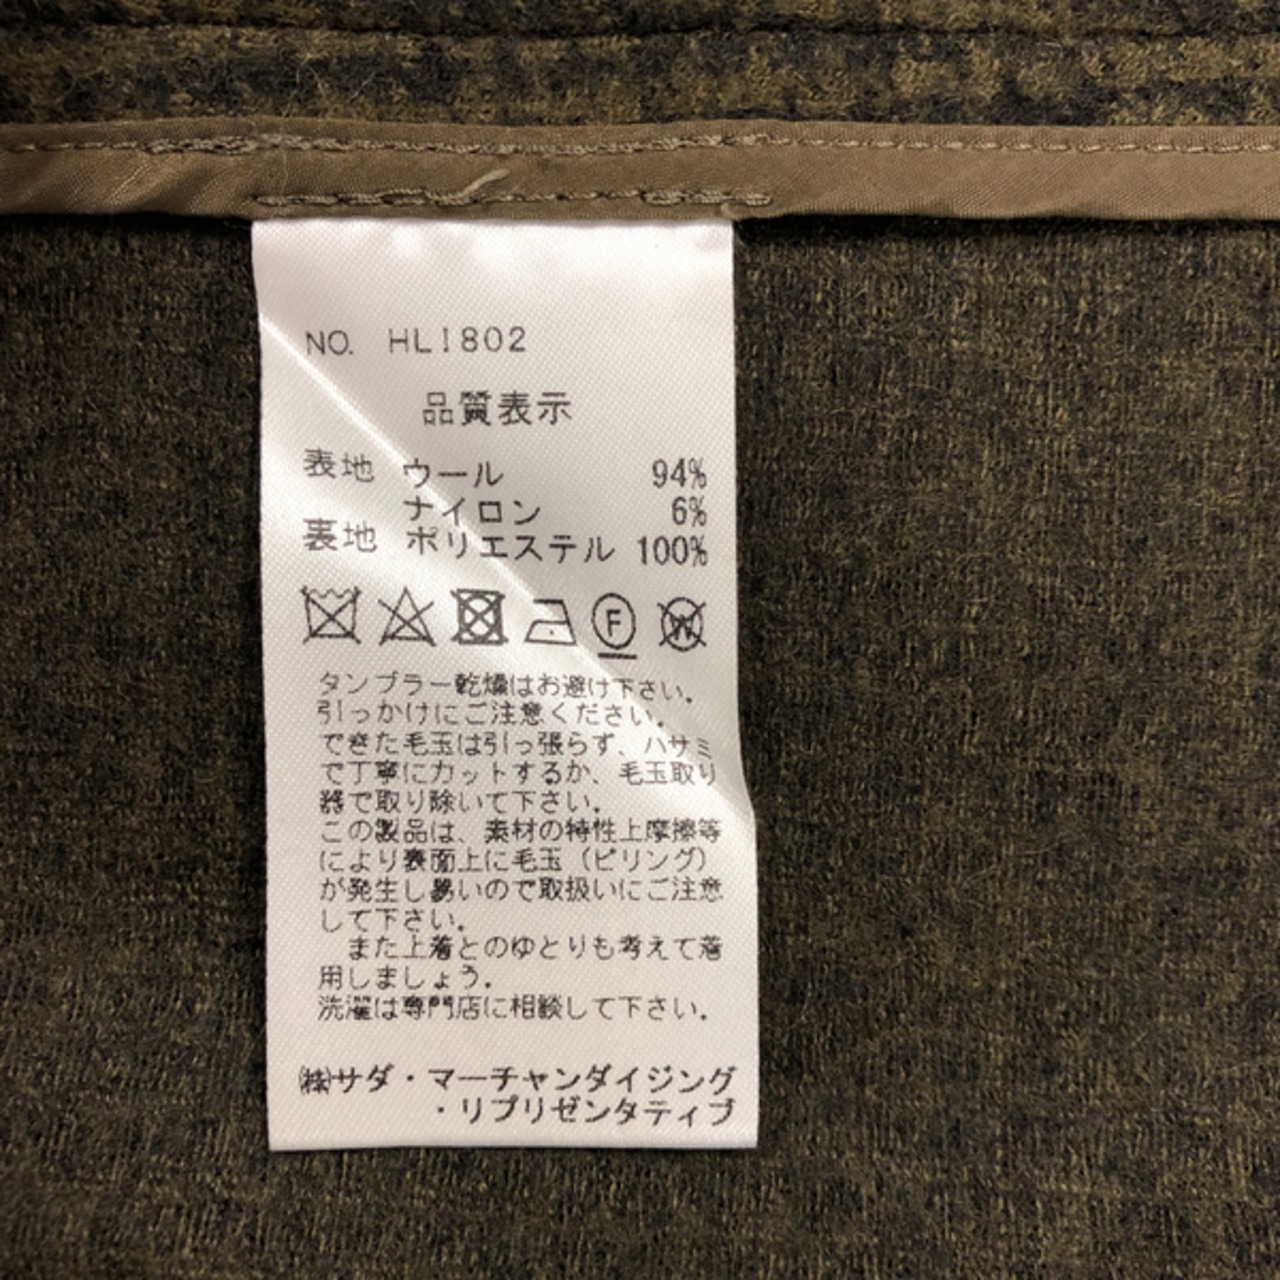 NO. HL1802
品質表示
表地 ウール 94%
ナイロン 6%
裏地 ポリエステル 100%
F W
タンブラー乾燥はお避け下さい.
引っかけにご注意ください.
できた毛玉は引っ張らず、ハサミ
で丁寧にカットするか、毛玉取り
器で取り除いて下さい.
この製品は、素材の特性上摩擦等
により表面上に毛玉（ピリング）
が発生し易いので取扱いにご注意
して下さい.
また上着とのゆとりも考えて着
用しましょう.
洗濯は専門店に相談して下さい.
㈱サダ・マーチャンダイジング
・リプリゼンタティブ